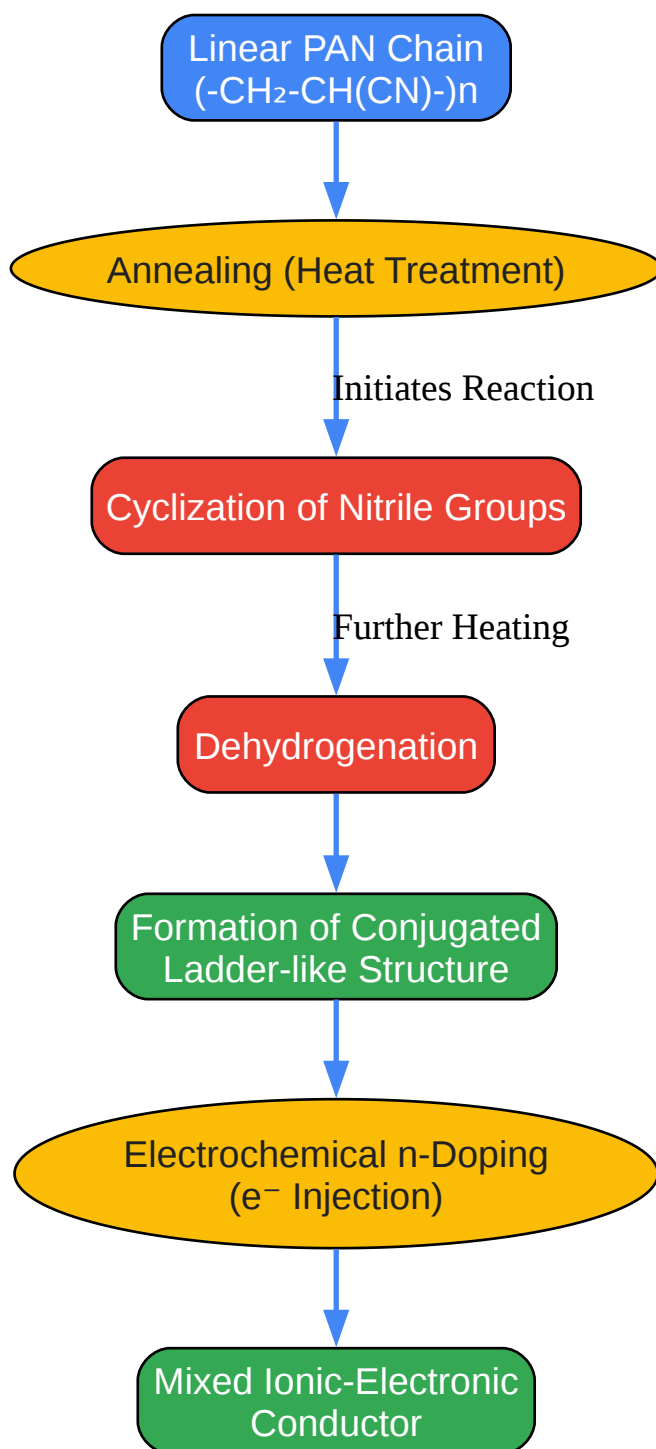 Linear PAN Chain
(-CH₂-CH(CN)-)n
Annealing (Heat Treatment)
Initiates Reaction
Cyclization of Nitrile Groups
Further Heating
Dehydrogenation
Formation of Conjugated
Ladder-like Structure
Electrochemical n-Doping
(e⁻ Injection)
Mixed Ionic-Electronic
Conductor